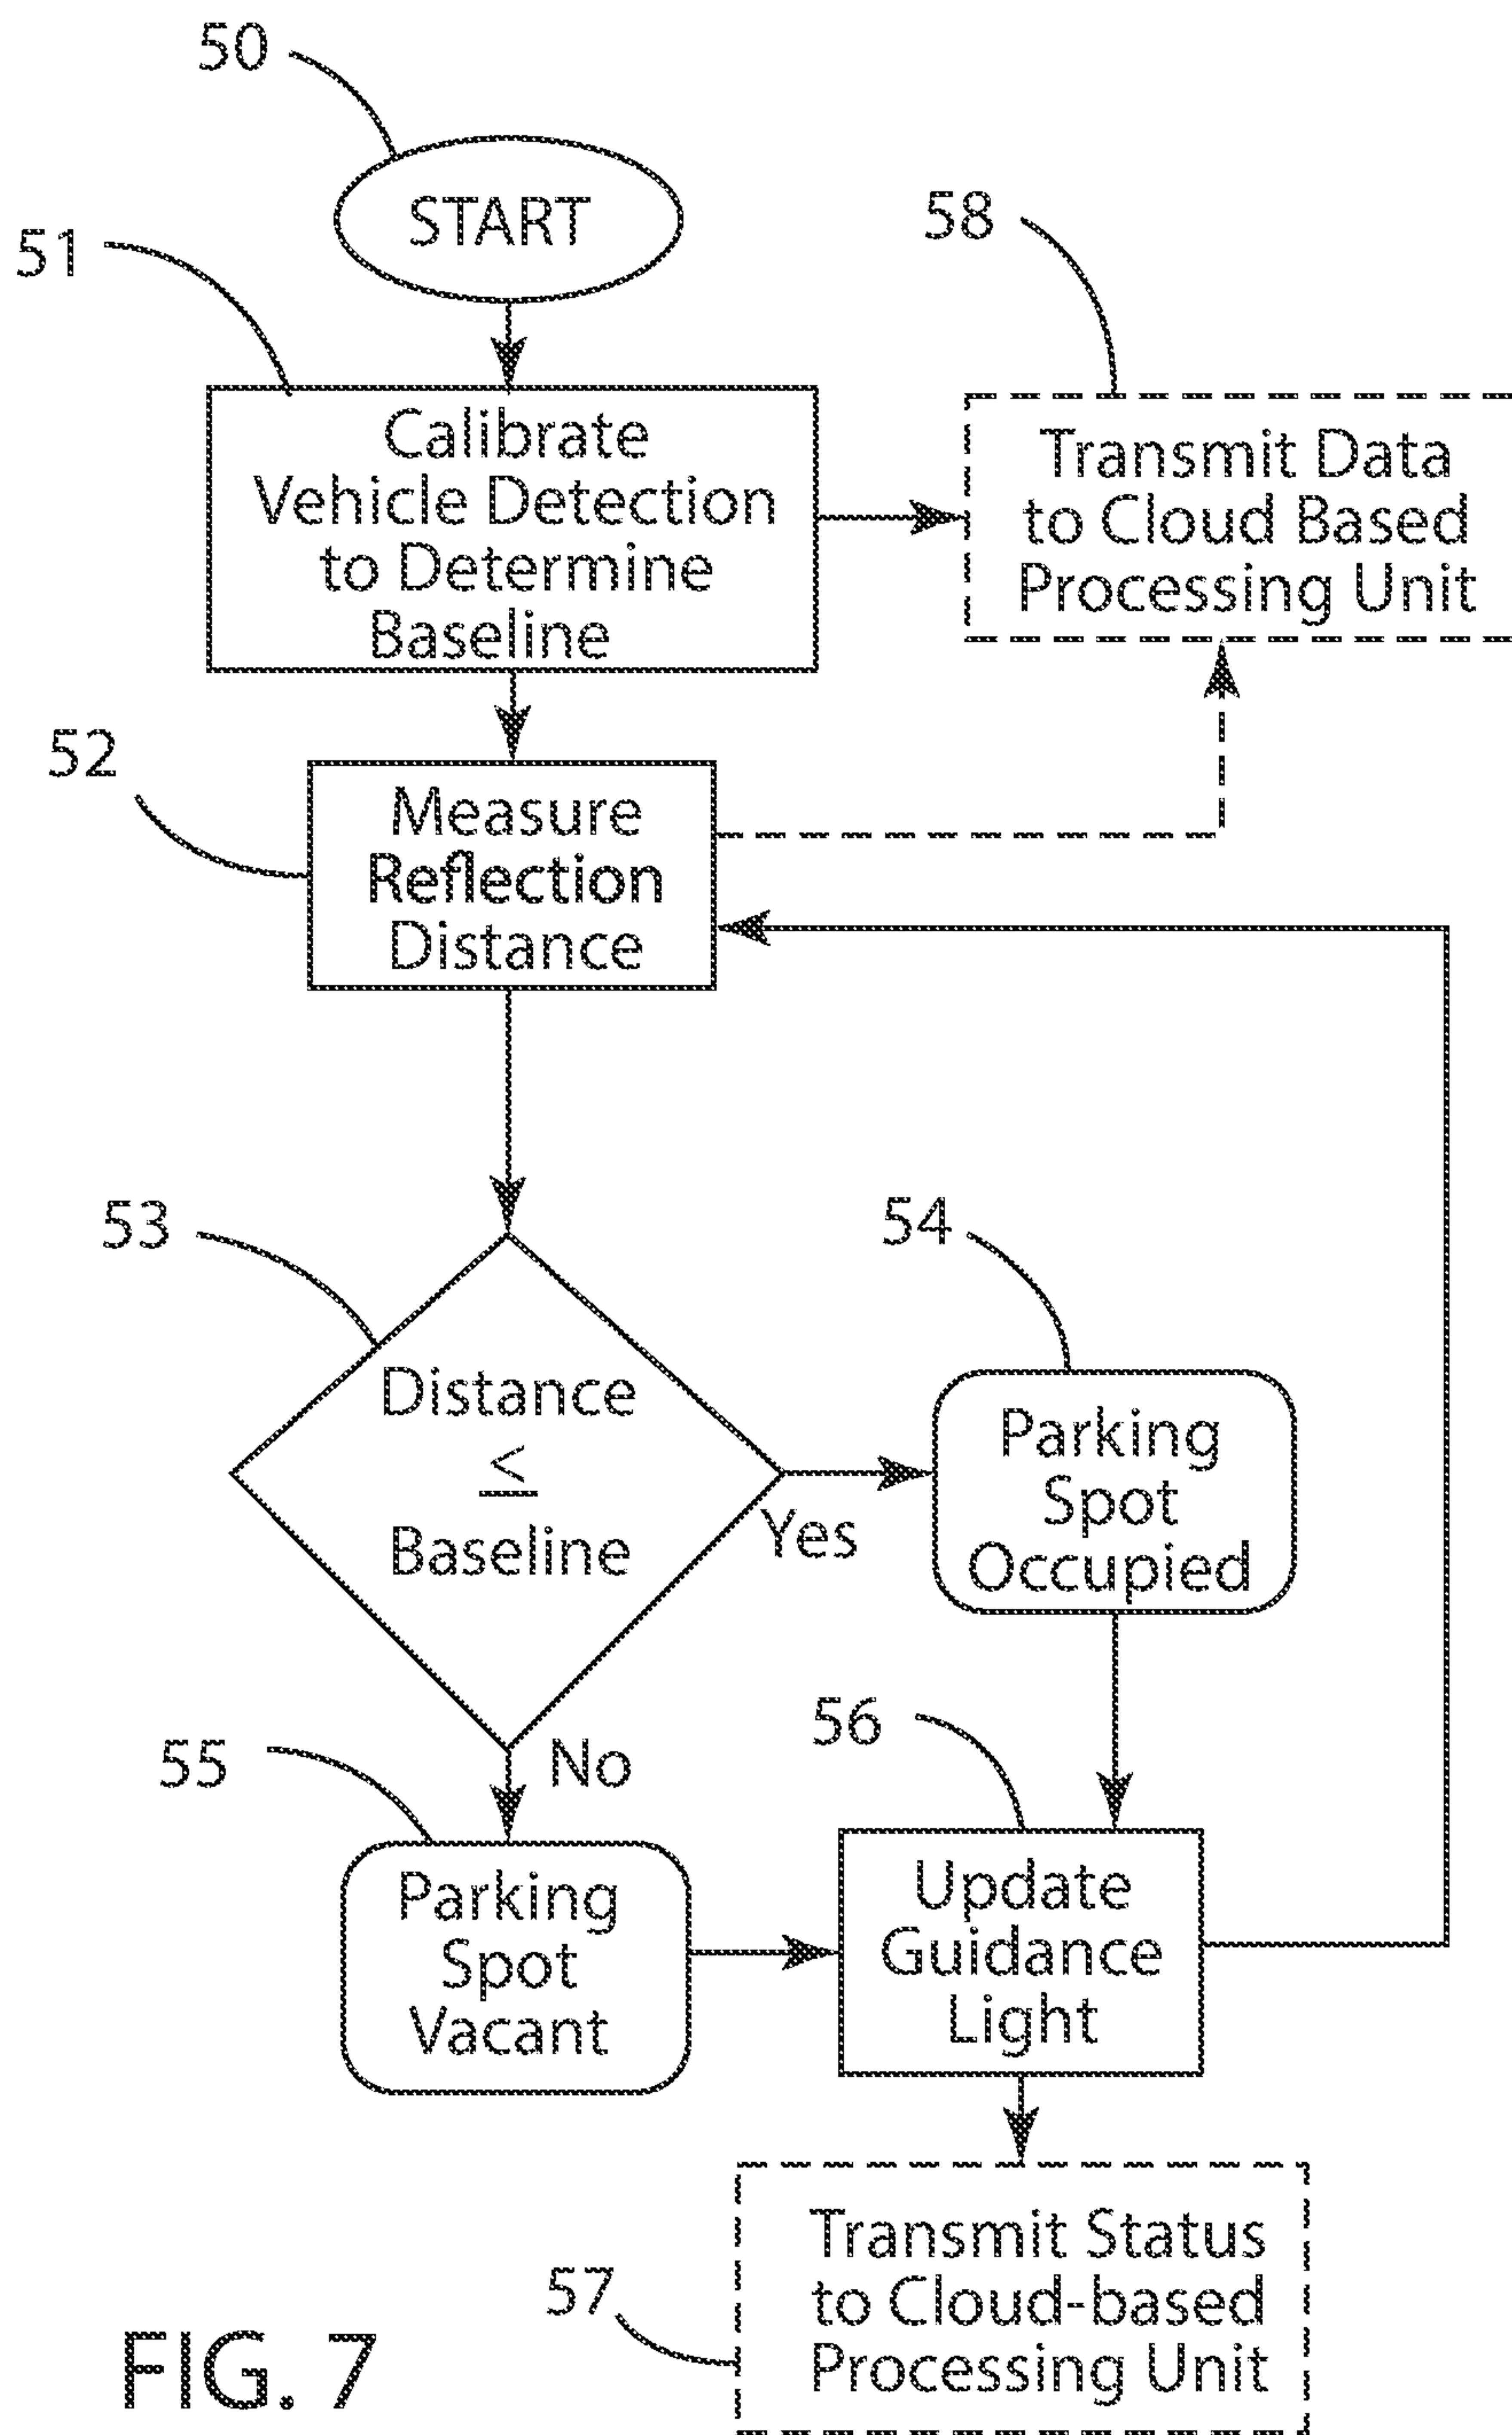 50
START
51
58
Calibrate
Vehicle Detection
to Determine
Baseline
Transmit Data
to Cloud Based
Processing Unit
52
Measure
Reflection
Distance
53
54
Distance
≤
Baseline
Yes
Parking
Spot
Occupied
55
No
56
Parking
Spot
Vacant
Update
Guidance
Light
57
Transmit Status
to Cloud-based
Processing Unit
FIG. 7